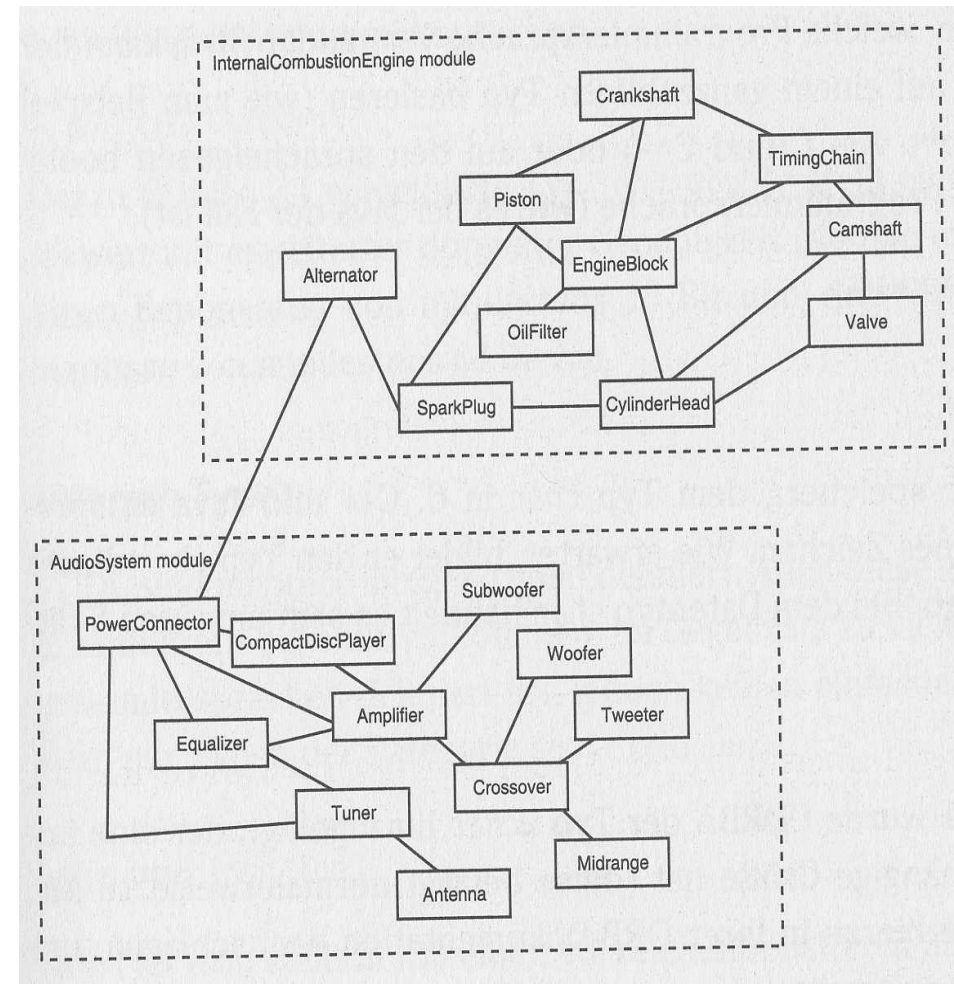 InternalCombustionEngine module
Crankshaft
TimingChain
Piston
Camshaft
EngineBlock
Alternator
OilFilter
Valve
SparkPlug
CylinderHead
AudioSystem module
Subwoofer
PowerConnector
CompactDiscPlayer
Woofer
Amplifier
Tweeter
Equalizer
Crossover
Tuner
Midrange
Antenna